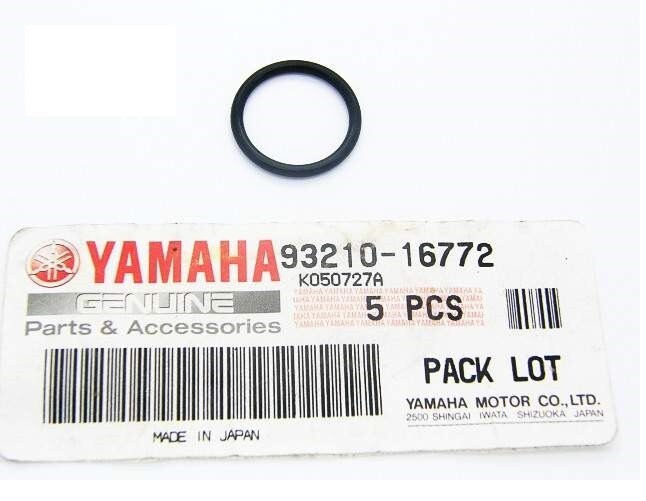 YAMAHA 93210-16772
K050727A
GENUINE
5 PCS
Parts & Accessories
PACK LOT
YAMAHA MOTOR CO.,LTD.
2500 SHINGAI IWATA SHIZUOKA JAPAN
MADE IN JAPAN